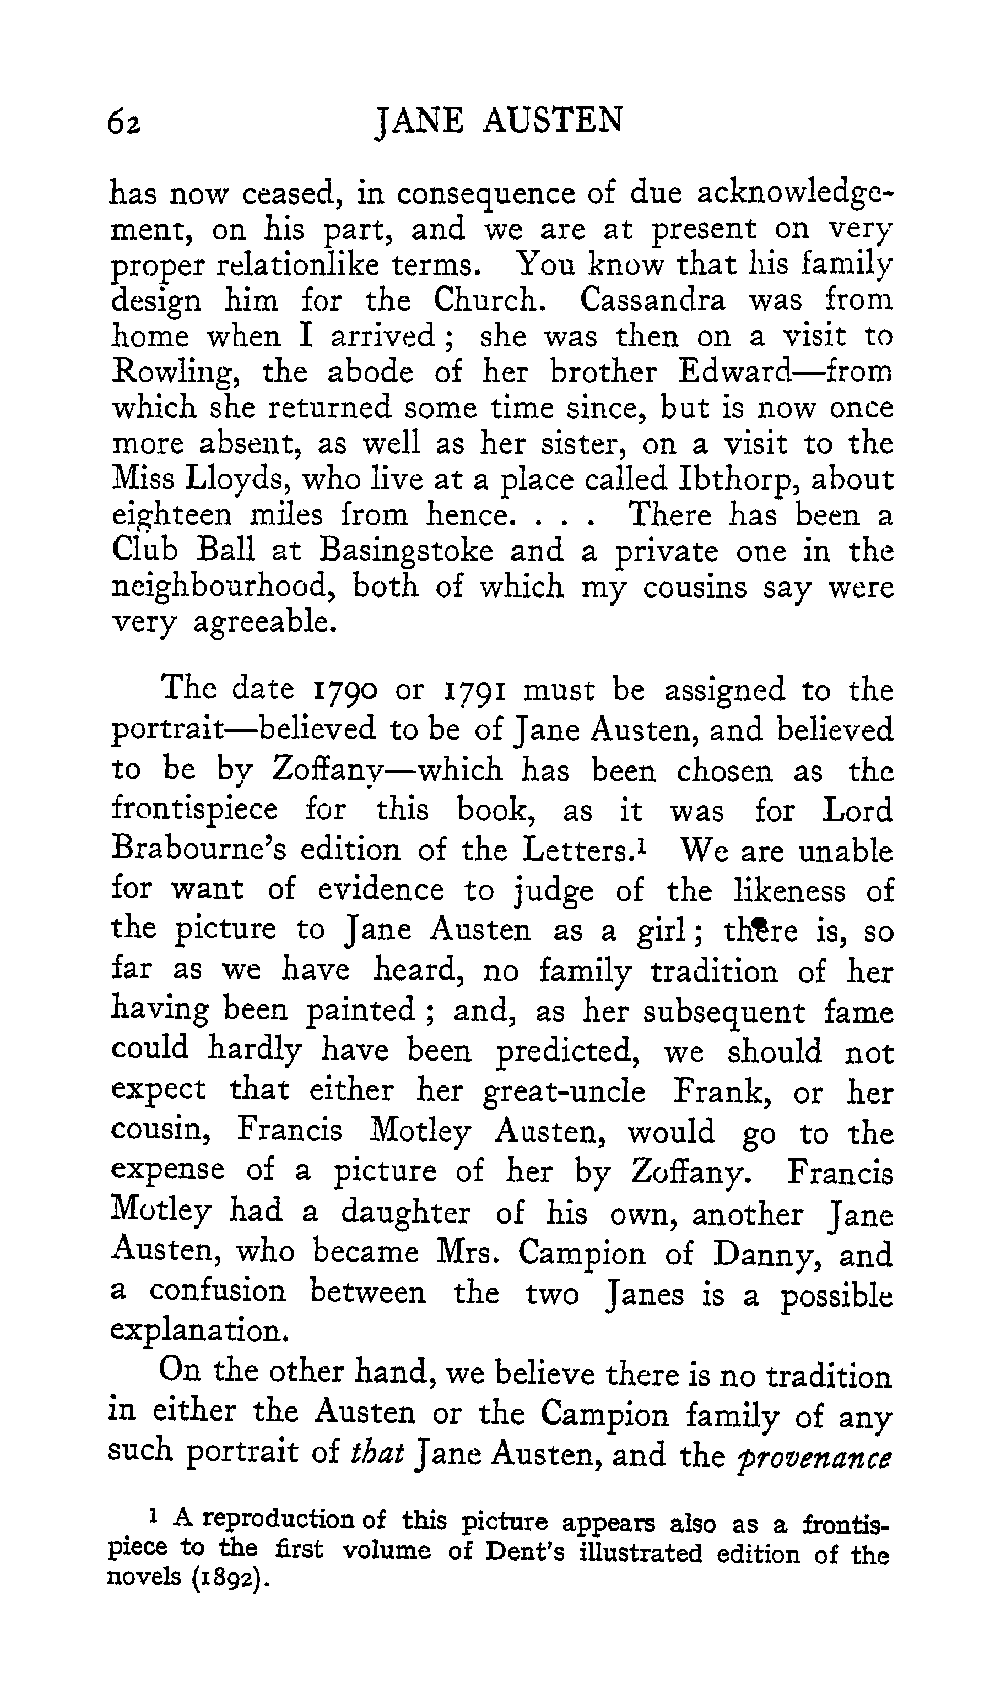 62 JANE AUSTEN
has now ceased, in consequence of due acknowledge-
ment, on his part, and we are at present on very
proper relationlike terms. You know that his family
design him for the Church. Cassandra was from
home when I arrived ; she was then on a visit to
Rowling, the abode of her brother Edward—from
which she returned some time since, but is now once
more absent, as well as her sister, on a visit to the
Miss Lloyds, who live at a place called Ibthorp, about
eighteen miles from hence. . . . There has been a
Club Ball at Basingstoke and a private one in the
neighbourhood, both of which my cousins say were
very agreeable.
The date 1790 or 1791 must be assigned to the
portrait—believed to be of Jane Austen, and believed
to be by Zoffany—which has been chosen as the
frontispiece for this book, as it was for Lord
Brabourne's edition of the Letters.¹ We are unable
for want of evidence to judge of the likeness of
the picture to Jane Austen as a girl ; there is, so
far as we have heard, no family tradition of her
having been painted ; and, as her subsequent fame
could hardly have been predicted, we should not
expect that either her great-uncle Frank, or her
cousin, Francis Motley Austen, would go to the
expense of a picture of her by Zoffany. Francis
Motley had a daughter of his own, another Jane
Austen, who became Mrs. Campion of Danny, and
a confusion between the two Janes is a possible
explanation.
On the other hand, we believe there is no tradition
in either the Austen or the Campion family of any
such portrait of that Jane Austen, and the provenance
¹ A reproduction of this picture appears also as a frontis-
piece to the first volume of Dent's illustrated edition of the
novels (1892).